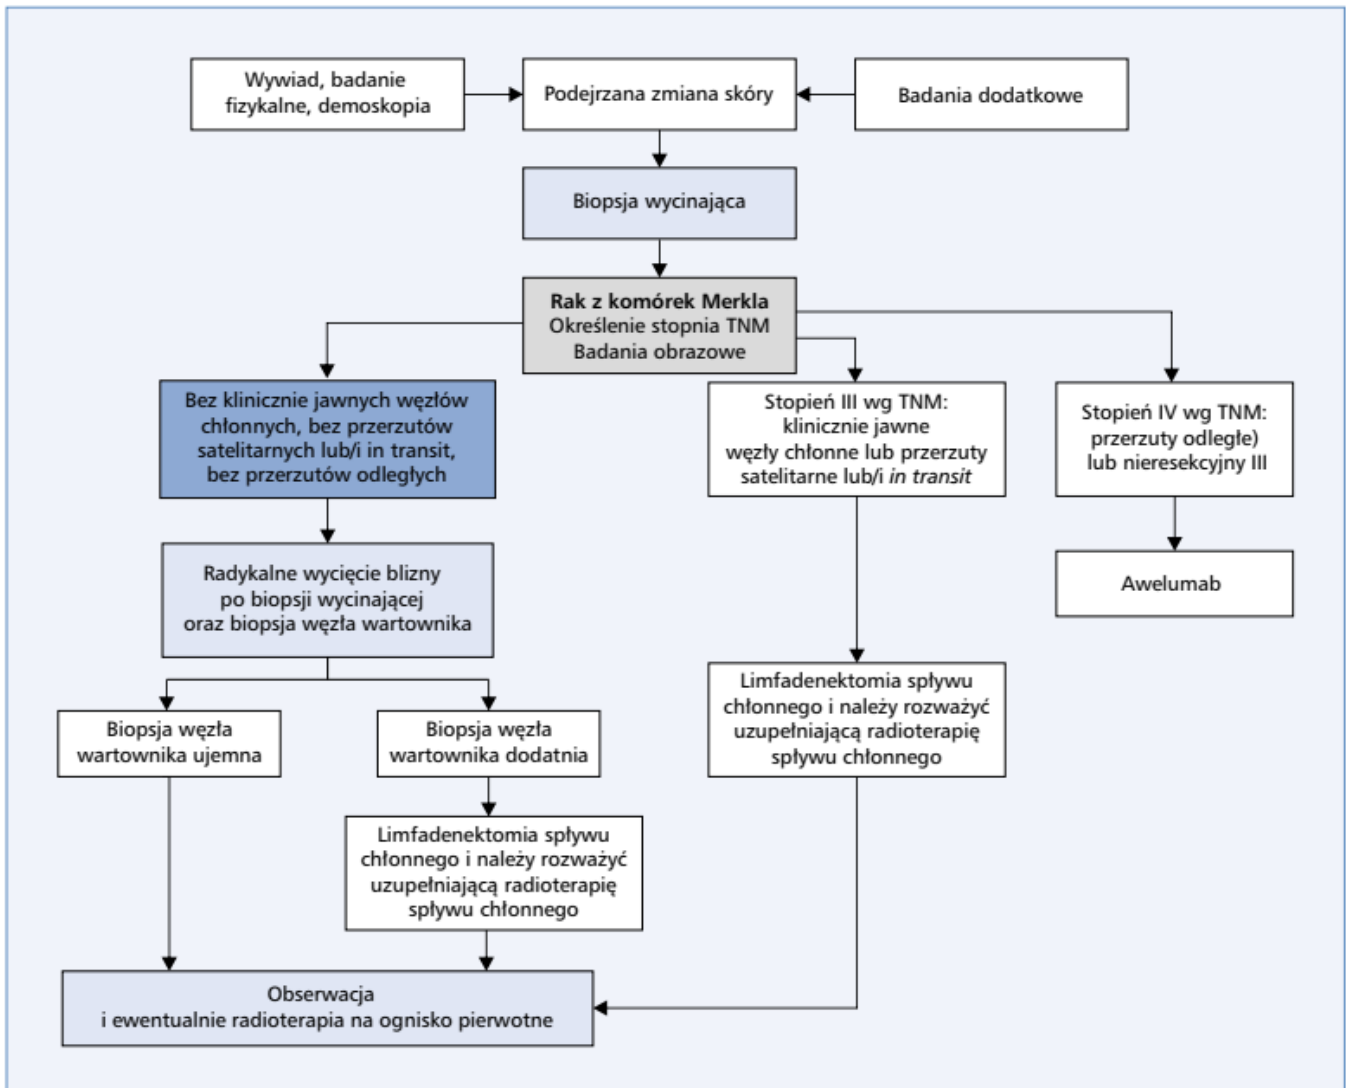 Wywiad, badanie
fizykalne, demoskopia
Podejrzana zmiana skóry
Badania dodatkowe
Biopsja wycinająca
Rak z komórek Merkla
Określenie stopnia TNM
Badania obrazowe
Bez klinicznie jawnych węzłów
chłonnych, bez przerzutów
satelitarnych lub/i in transit,
bez przerzutów odległych
Stopień III wg TNM:
klinicznie jawne
węzły chłonne lub przerzuty
satelitarne lub/i in transit
Stopień IV wg TNM:
przerzuty odległe)
lub nieresekcyjny III
Radykalne wycięcie blizny
po biopsji wycinającej
oraz biopsja węzła wartownika
Awelumab
Biopsja węzła
wartownika ujemna
Biopsja węzła
wartownika dodatnia
Limfadenektomia spływu
chłonnego i należy rozważyć
uzupełniającą radioterapię
spływu chłonnego
Limfadenektomia spływu
chłonnego i należy rozważyć
uzupełniającą radioterapię
spływu chłonnego
Obserwacja
i ewentualnie radioterapia na ognisko pierwotne